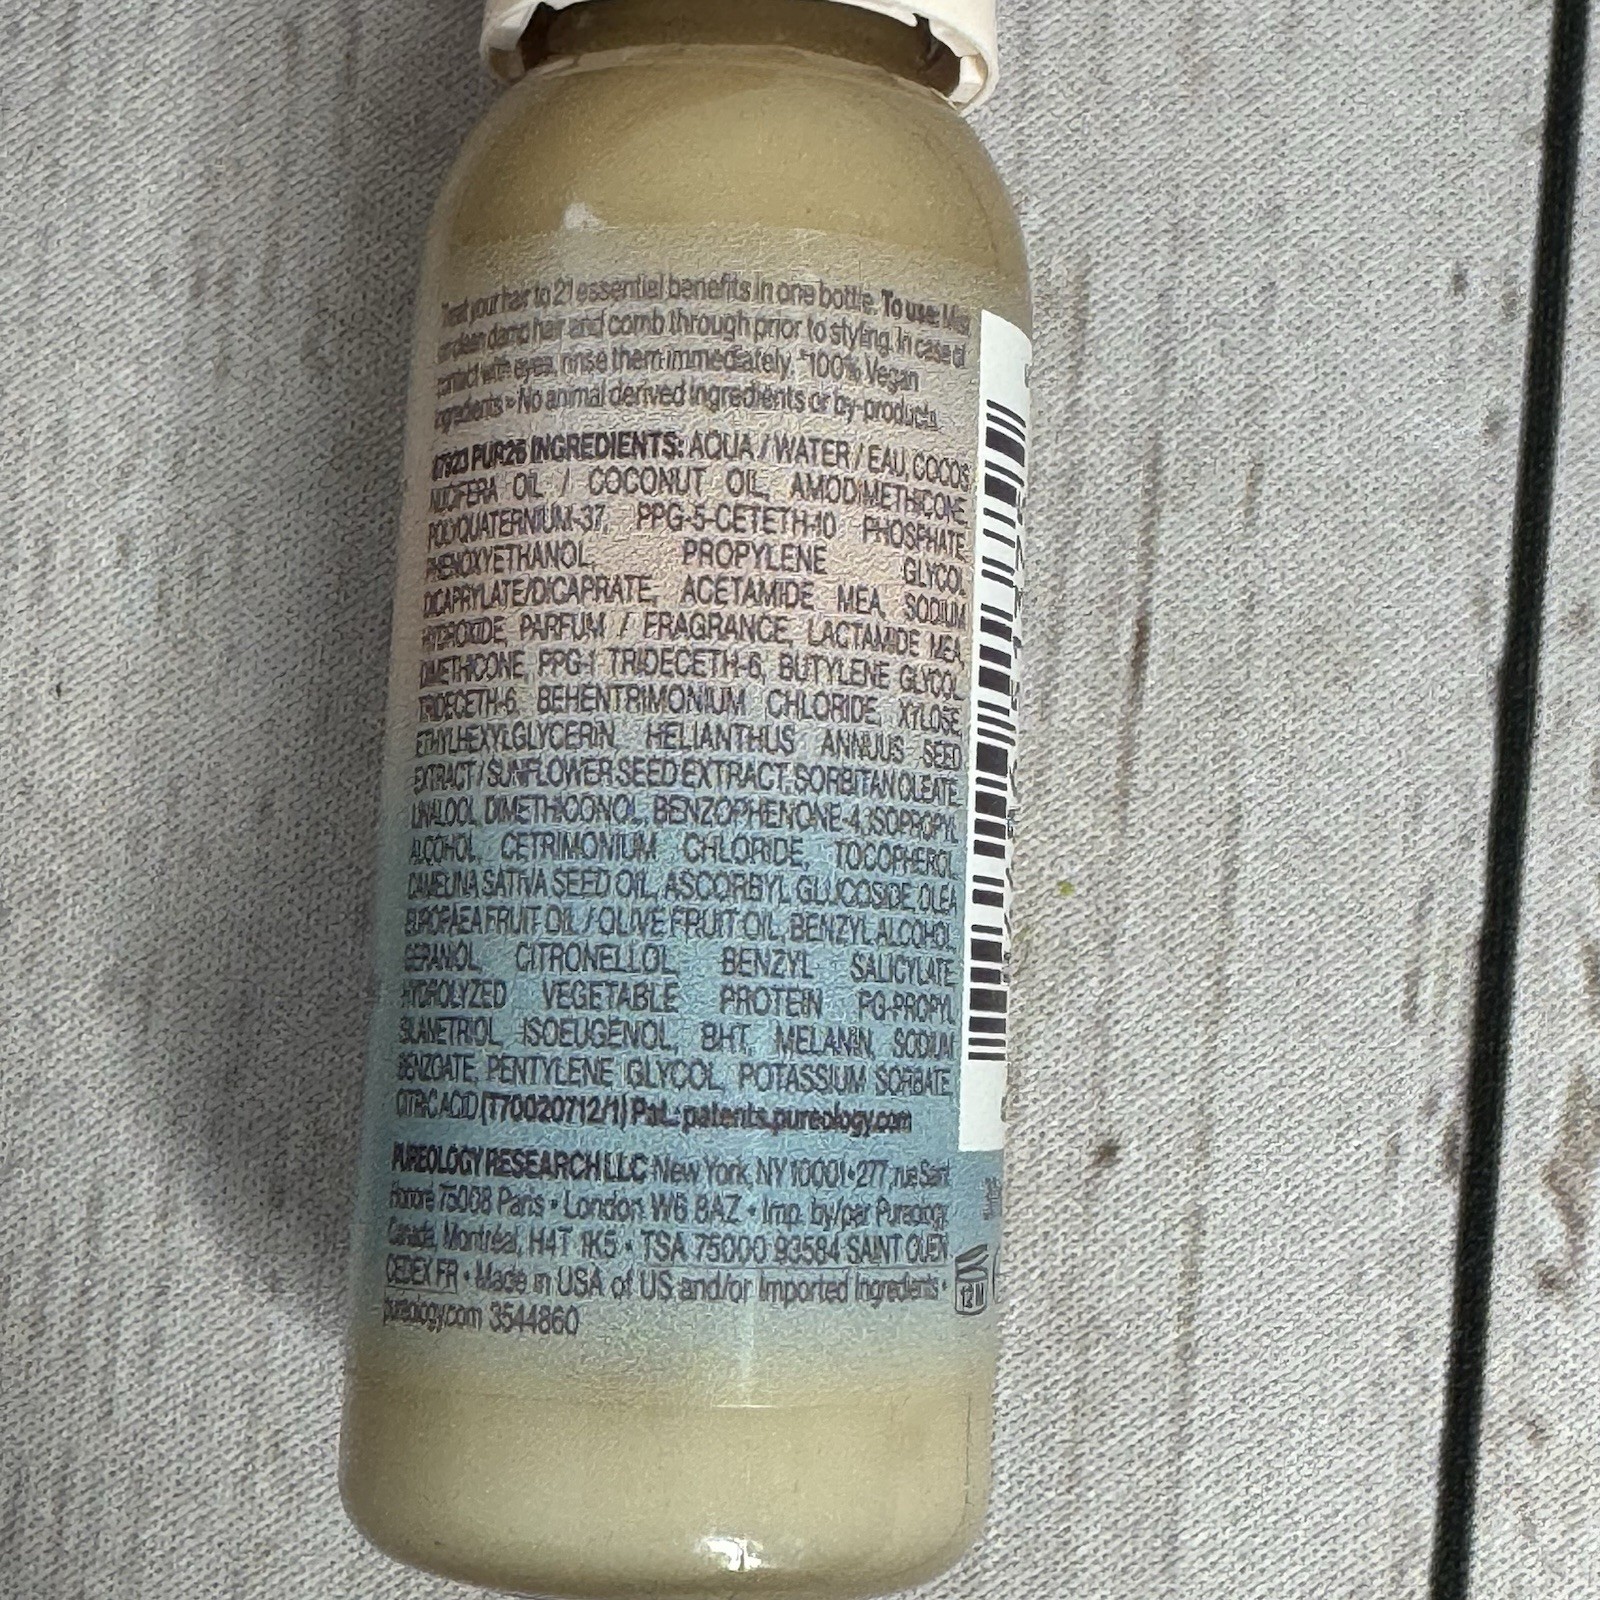 Treat your hair to 21 essential benefits in one bottle. To use: Mist
on clean damp hair and comb through prior to styling. In case of
contact with eyes, rinse them immediately. *100% Vegan
ingredients • No animal derived ingredients or by-products.
PUR26 INGREDIENTS: AQUA / WATER / EAU, COCOS
NUCIFERA OIL / COCONUT OIL, AMODIMETHICONE,
POLYQUATERNIUM-37, PPG-5-CETETH-10 PHOSPHATE,
PHENOXYETHANOL, PROPYLENE GLYCOL
DICAPRYLATE/DICAPRATE, ACETAMIDE MEA, SODIUM
HYDROXIDE, PARFUM / FRAGRANCE, LACTAMIDE MEA,
DIMETHICONE, PPG-1 TRIDECETH-6, BUTYLENE GLYCOL,
TRIDECETH-6, BEHENTRIMONIUM CHLORIDE, XYLOSE,
ETHYLHEXYLGLYCERIN, HELIANTHUS ANNUUS SEED
EXTRACT / SUNFLOWER SEED EXTRACT, SORBITAN OLEATE,
LINALOOL, DIMETHICONOL, BENZOPHENONE-4, ISOPROPYL
ALCOHOL, CETRIMONIUM CHLORIDE, TOCOPHEROL,
CAMELINA SATIVA SEED OIL, ASCORBYL GLUCOSIDE, OLEA
EUROPAEA FRUIT OIL / OLIVE FRUIT OIL, BENZYL ALCOHOL,
GERANIOL, CITRONELLOL, BENZYL SALICYLATE,
HYDROLYZED VEGETABLE PROTEIN PG-PROPYL
SILANETRIOL, ISOEUGENOL, BHT, MELANIN, SODIUM
BENZOATE, PENTYLENE GLYCOL, POTASSIUM SORBATE,
CITRIC ACID (T70020712/1) Pat.: patents.pureology.com
PUREOLOGY RESEARCH LLC New York, NY 10001 • 277, rue Saint
Honoré 75008 Paris • London W6 8AZ • Imp. by/par Pureology
Canada, Montréal, H4T 1K5 • TSA 75000 93584 SAINT OUEN
CEDEX FR • Made in USA of US and/or Imported Ingredients •
pureology.com 3544860
12 M